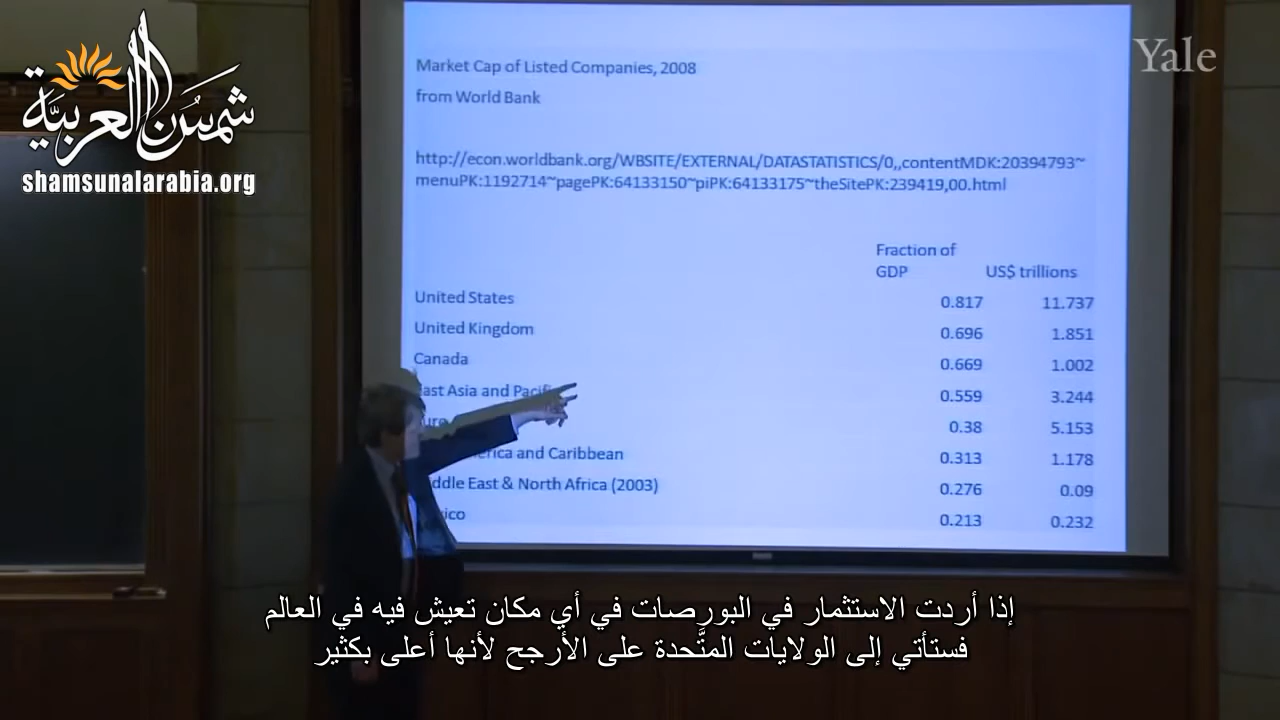 شمسُ العربيَّة
shamsunalarabia.org
Yale
Market Cap of Listed Companies, 2008
from World Bank
http://econ.worldbank.org/WBSITE/EXTERNAL/DATASTATISTICS/0,,contentMDK:20394793~
menuPK:1192714~pagePK:64133150~piPK:64133175~theSitePK:239419,00.html
Fraction of
GDP US$ trillions
United States 0.817 11.737
United Kingdom 0.696 1.851
Canada 0.669 1.002
and 0.559 3.244
0.38 5.153
and Caribbean 0.313 1.178
East & North Africa (2003) 0.276 0.09
0.213 0.232
إذا أردت الاستثمار في البورصات في أي مكان تعيش فيه في العالم
فستأتي إلى الولايات المتَّحدة على الأرجح لأنها أعلى بكثير